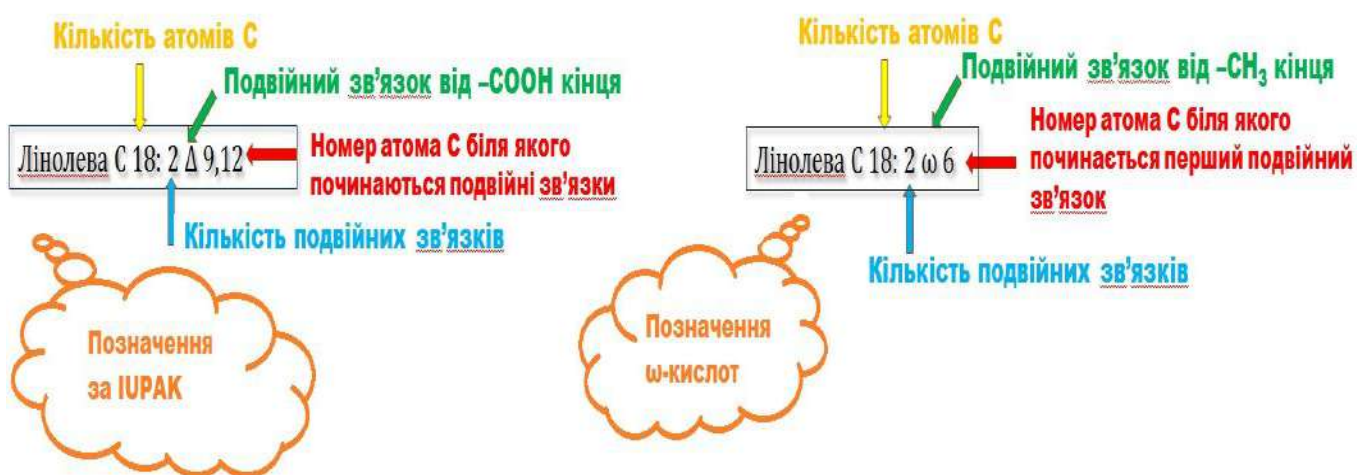 Кількість атомів С
Подвійний зв’язок від –СООН кінця
Лінолева С 18: 2 Δ 9,12
Номер атома С біля якого
починаються подвійні зв’язки
Кількість подвійних зв’язків
Позначення
за IUPAK
Кількість атомів С
Подвійний зв’язок від –CH₃ кінця
Лінолева С 18: 2 ω 6
Номер атома С біля якого
починається перший подвійний
зв’язок
Кількість подвійних зв’язків
Позначення
ω-кислот